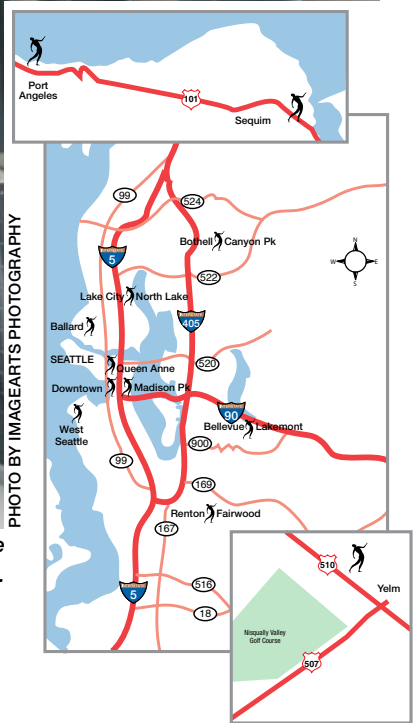 PHOTO BY IMAGEARTS PHOTOGRAPHY
Port
Angeles
101
Sequim
99
524
Bothell Canyon Pk
N
W E
S
5
522
Lake City North Lake
405
Ballard
SEATTLE
Queen Anne
520
Downtown Madison Pk
90
West
Seattle
Bellevue Lakemont
900
99
169
Renton Fairwood
167
510
Yelm
516
5
18
Nisqually Valley
Golf Course
507